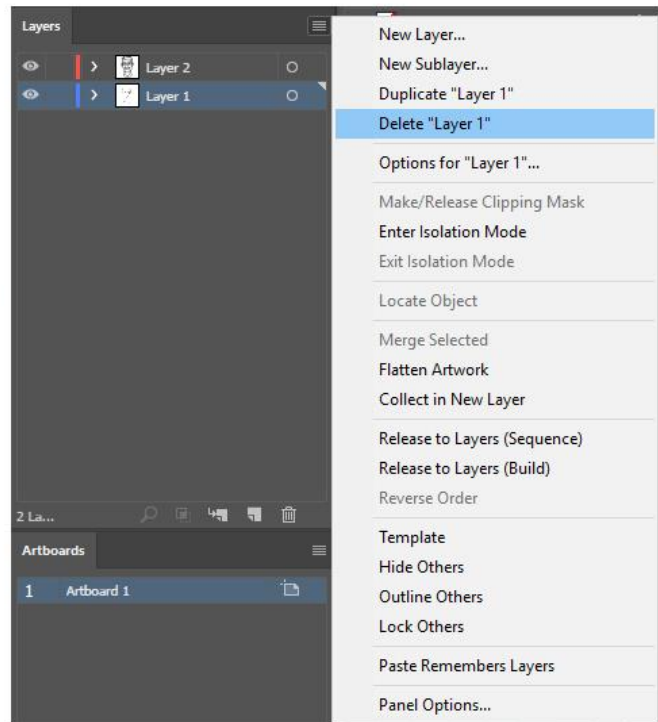 Layers
Layer 2
Layer 1
2 La...
Artboards
1 Artboard 1
New Layer...
New Sublayer...
Duplicate "Layer 1"
Delete "Layer 1"
Options for "Layer 1"...
Make/Release Clipping Mask
Enter Isolation Mode
Exit Isolation Mode
Locate Object
Merge Selected
Flatten Artwork
Collect in New Layer
Release to Layers (Sequence)
Release to Layers (Build)
Reverse Order
Template
Hide Others
Outline Others
Lock Others
Paste Remembers Layers
Panel Options...